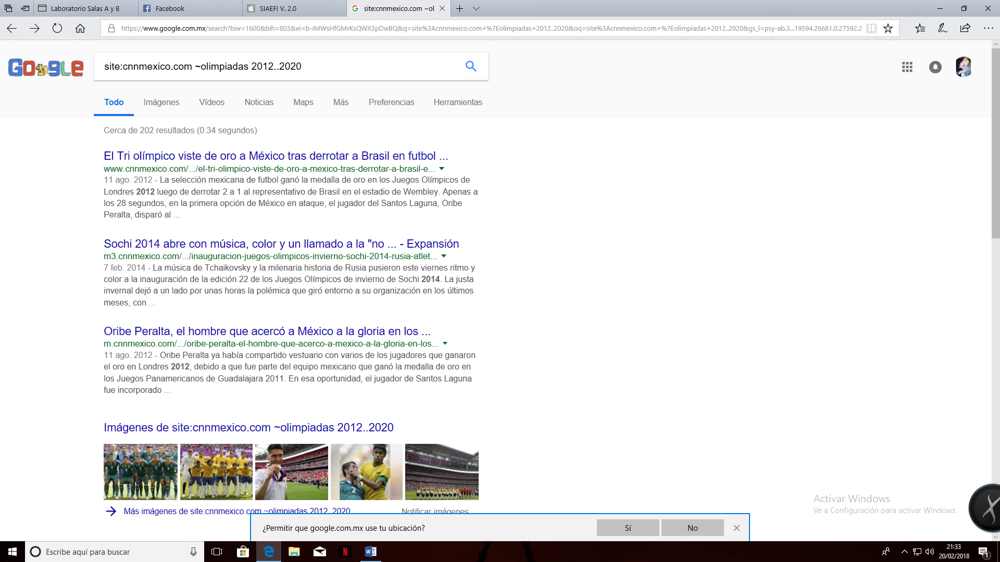 Laboratorio Salas A y B
Facebook
SIAEFI V. 2.0
site:cnnmexico.com ~ol
https://www.google.com.mx/search?biw=1600&bih=803&ei=b-iMWsHfGMrKsQWX3pDwBQ&q=site%3Acnnmexico.com+%7Eolimpiadas+2012..2020&oq=site%3Acnnmexico.com+%7Eolimpiadas+2012..2020&gs_l=psy-ab.3...19594.26681.0.27592.2
Google
site:cnnmexico.com ~olimpiadas 2012..2020
Todo Imágenes Vídeos Noticias Maps Más Preferencias Herramientas
Cerca de 202 resultados (0.34 segundos)
El Tri olímpico viste de oro a México tras derrotar a Brasil en futbol ...
www.cnnmexico.com/.../el-tri-olimpico-viste-de-oro-a-mexico-tras-derrotar-a-brasil-e...
11 ago. 2012 - La selección mexicana de futbol ganó la medalla de oro en los Juegos Olímpicos de
Londres 2012 luego de derrotar 2 a 1 al representativo de Brasil en el estadio de Wembley. Apenas a
los 28 segundos, en la primera opción de México en ataque, el jugador del Santos Laguna, Oribe
Peralta, disparó al ...
Sochi 2014 abre con música, color y un llamado a la "no ... - Expansión
m3.cnnmexico.com/.../inauguracion-juegos-olimpicos-invierno-sochi-2014-rusia-atlet...
7 feb. 2014 - La música de Tchaikovsky y la milenaria historia de Rusia pusieron este viernes ritmo y
color a la inauguración de la edición 22 de los Juegos Olímpicos de invierno de Sochi 2014. La justa
invernal dejó a un lado por unas horas la polémica que giró entorno a su organización en los últimos
meses, con ...
Oribe Peralta, el hombre que acercó a México a la gloria en los ...
m.cnnmexico.com/.../oribe-peralta-el-hombre-que-acerco-a-mexico-a-la-gloria-en-los...
11 ago. 2012 - Oribe Peralta ya había compartido vestuario con varios de los jugadores que ganaron
el oro en Londres 2012, debido a que fue parte del equipo mexicano que ganó la medalla de oro en
los Juegos Panamericanos de Guadalajara 2011. En esa oportunidad, el jugador de Santos Laguna
fue incorporado ...
Imágenes de site:cnnmexico.com ~olimpiadas 2012..2020
Más imágenes de site:cnnmexico.com ~olimpiadas 2012..2020
Notificar imágenes
Activar Windows
Ve a Configuración para activar Windows.
¿Permitir que google.com.mx use tu ubicación?
Sí
No
Escribe aquí para buscar
21:33
20/02/2018
1